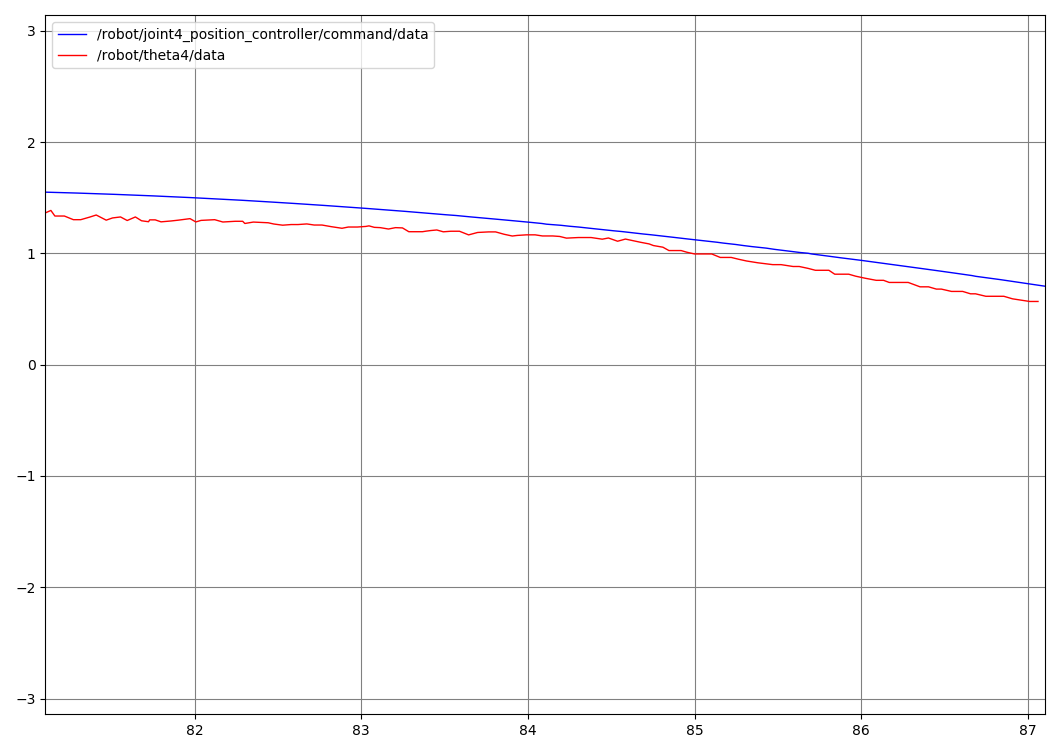 /robot/joint4_position_controller/command/data
/robot/theta4/data
3
2
1
0
−1
−2
−3
82 83 84 85 86 87